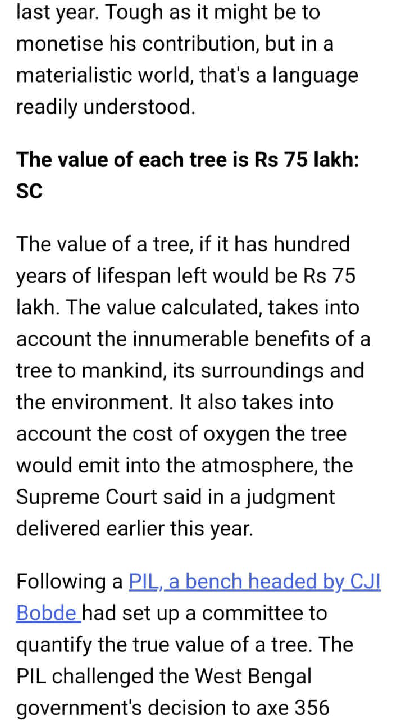 last year. Tough as it might be to
monetise his contribution, but in a
materialistic world, that's a language
readily understood.
The value of each tree is Rs 75 lakh:
SC
The value of a tree, if it has hundred
years of lifespan left would be Rs 75
lakh. The value calculated, takes into
account the innumerable benefits of a
tree to mankind, its surroundings and
the environment. It also takes into
account the cost of oxygen the tree
would emit into the atmosphere, the
Supreme Court said in a judgment
delivered earlier this year.
Following a PIL, a bench headed by CJI
Bobde had set up a committee to
quantify the true value of a tree. The
PIL challenged the West Bengal
government's decision to axe 356